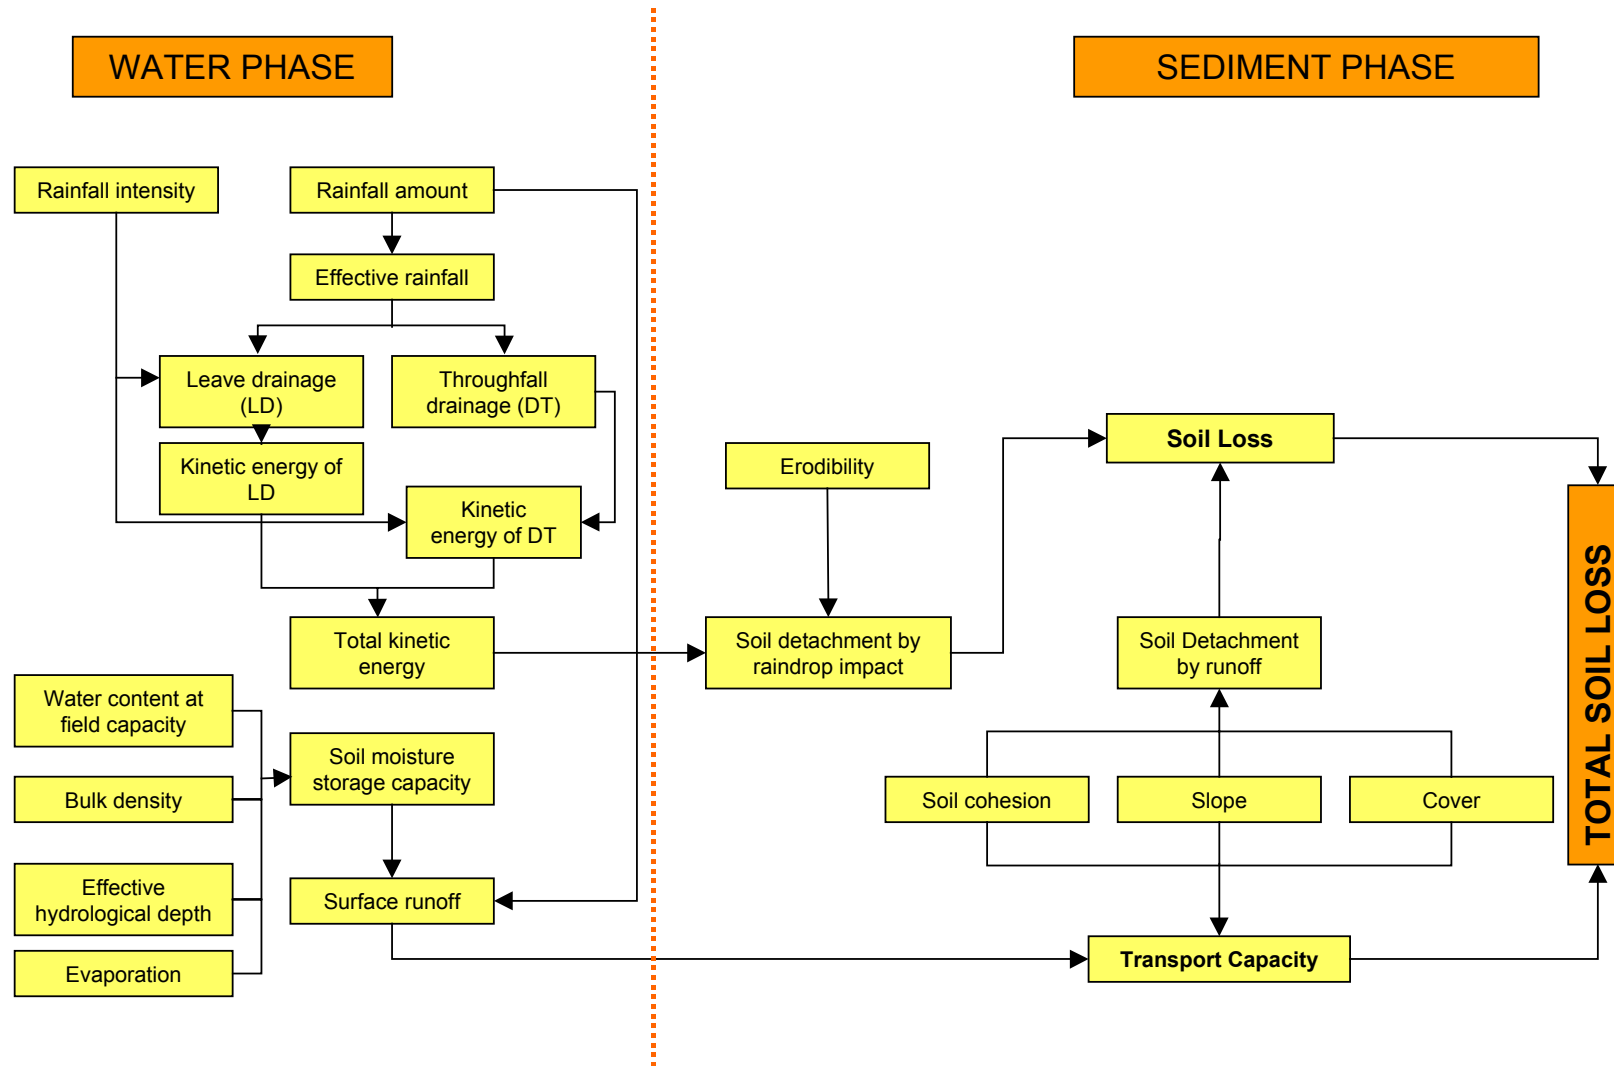 WATER PHASE
SEDIMENT PHASE
Rainfall intensity
Rainfall amount
Effective rainfall
Leave drainage
(LD)
Throughfall
drainage (DT)
Kinetic energy of
LD
Kinetic
energy of DT
Total kinetic
energy
Water content at
field capacity
Bulk density
Effective
hydrological depth
Evaporation
Soil moisture
storage capacity
Surface runoff
Erodibility
Soil detachment by
raindrop impact
Soil Loss
Soil Detachment
by runoff
Soil cohesion
Slope
Cover
Transport Capacity
TOTAL SOIL LOSS